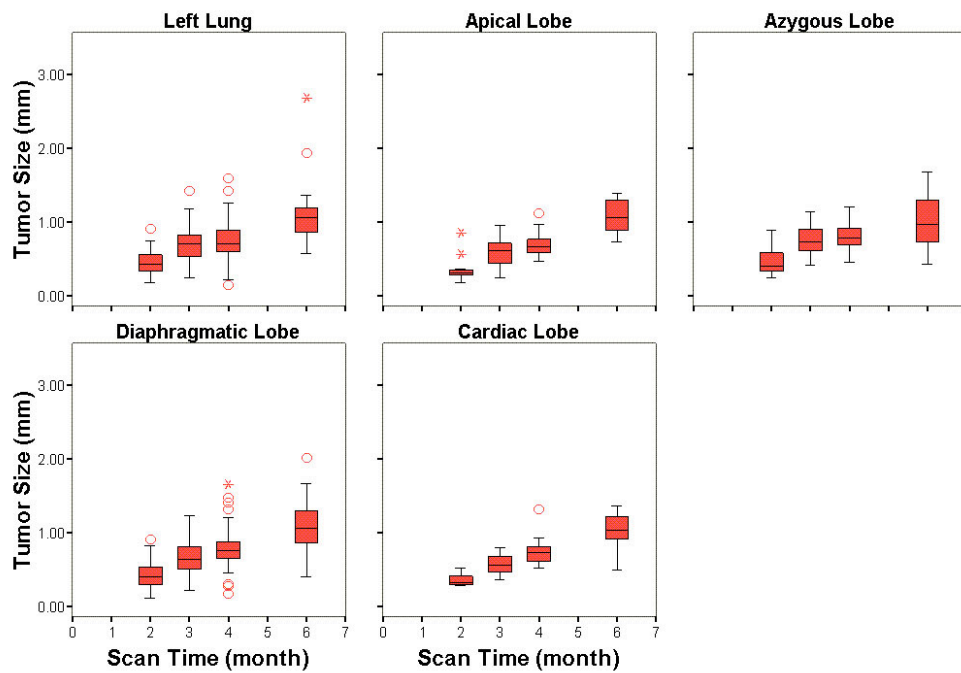 Left Lung
Apical Lobe
Azygous Lobe
Tumor Size (mm)
3.00
2.00
1.00
0.00
Diaphragmatic Lobe
Cardiac Lobe
Tumor Size (mm)
3.00
2.00
1.00
0.00
0 1 2 3 4 5 6 7
0 1 2 3 4 5 6 7
Scan Time (month)
Scan Time (month)